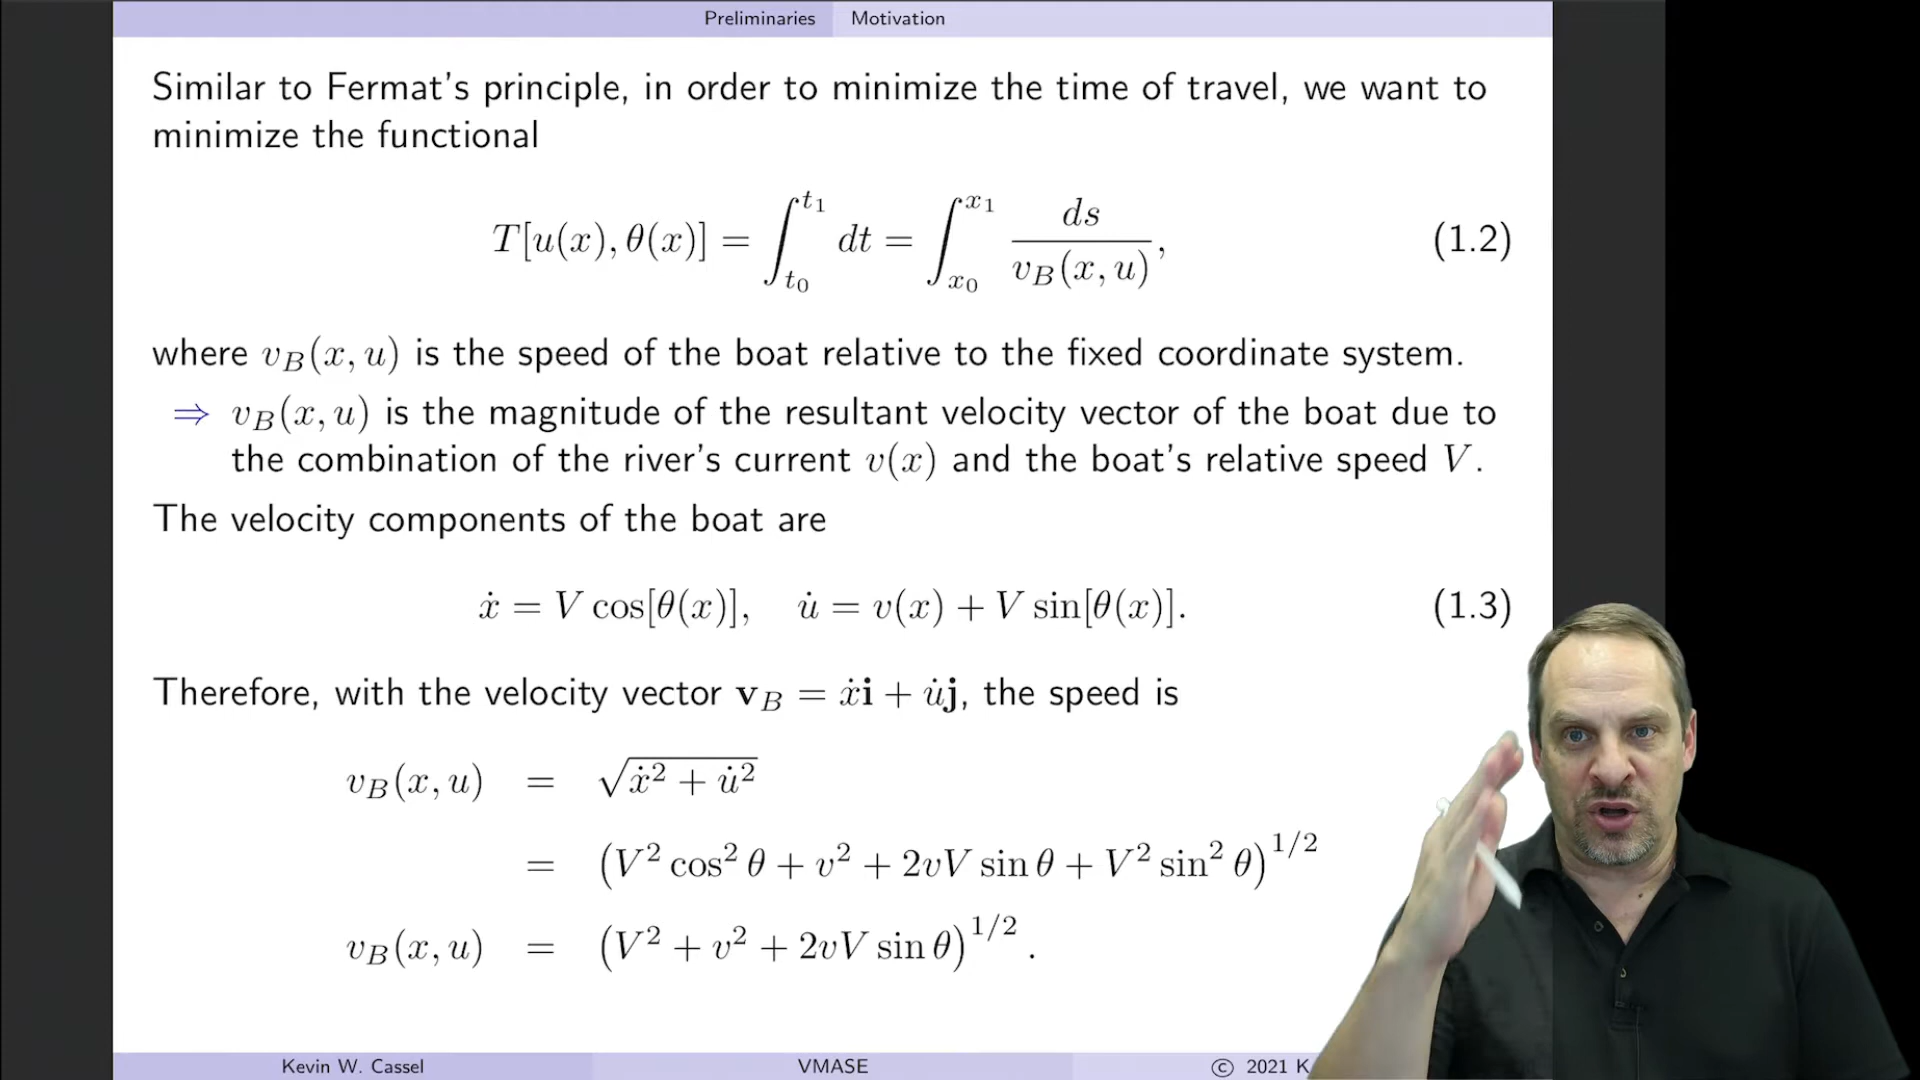 Preliminaries Motivation
Similar to Fermat's principle, in order to minimize the time of travel, we want to
minimize the functional
T[u(x), θ(x)] = ∫_{t_0}^{t_1} dt = ∫_{x_0}^{x_1} ds / v_B(x, u), (1.2)
where v_B(x, u) is the speed of the boat relative to the fixed coordinate system.
⇒ v_B(x, u) is the magnitude of the resultant velocity vector of the boat due to
the combination of the river's current v(x) and the boat's relative speed V.
The velocity components of the boat are
ẋ = V cos[θ(x)], u̇ = v(x) + V sin[θ(x)]. (1.3)
Therefore, with the velocity vector v_B = ẋi + u̇j, the speed is
v_B(x, u) = √(ẋ² + u̇²)
= (V² cos² θ + v² + 2vV sin θ + V² sin² θ)^{1/2}
v_B(x, u) = (V² + v² + 2vV sin θ)^{1/2}.
Kevin W. Cassel VMASE © 2021 K